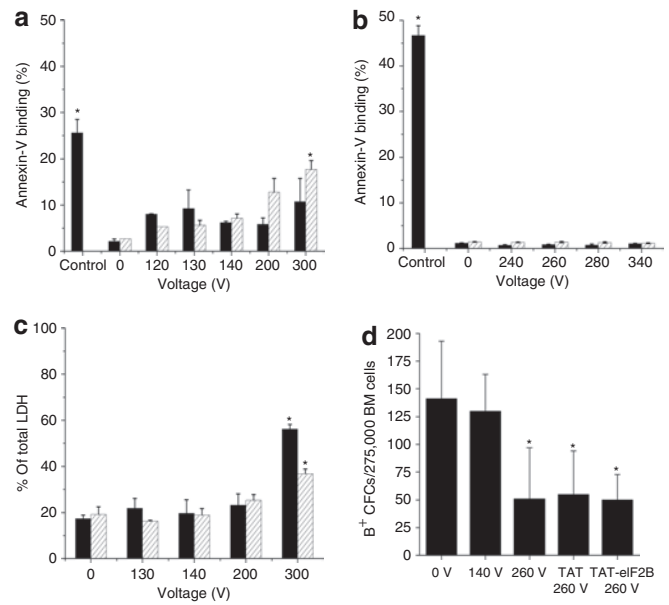 a
Annexin-V binding (%)
50
40
30
20
10
0
*
*
Control 0 120 130 140 200 300
Voltage (V)
b
Annexin-V binding (%)
50
40
30
20
10
0
*
Control 0 240 260 280 340
Voltage (V)
c
% Of total LDH
100
80
60
40
20
0
*
*
0 130 140 200 300
Voltage (V)
d
B+ CFCs/275,000 BM cells
200
175
150
125
100
75
50
25
0
* * *
0 V 140 V 260 V TAT TAT-eIF2B
260 V 260 V